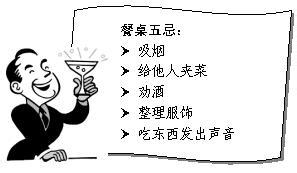 餐桌五忌：
➤ 吸烟
➤ 给他人夹菜
➤ 劝酒
➤ 整理服饰
➤ 吃东西发出声音